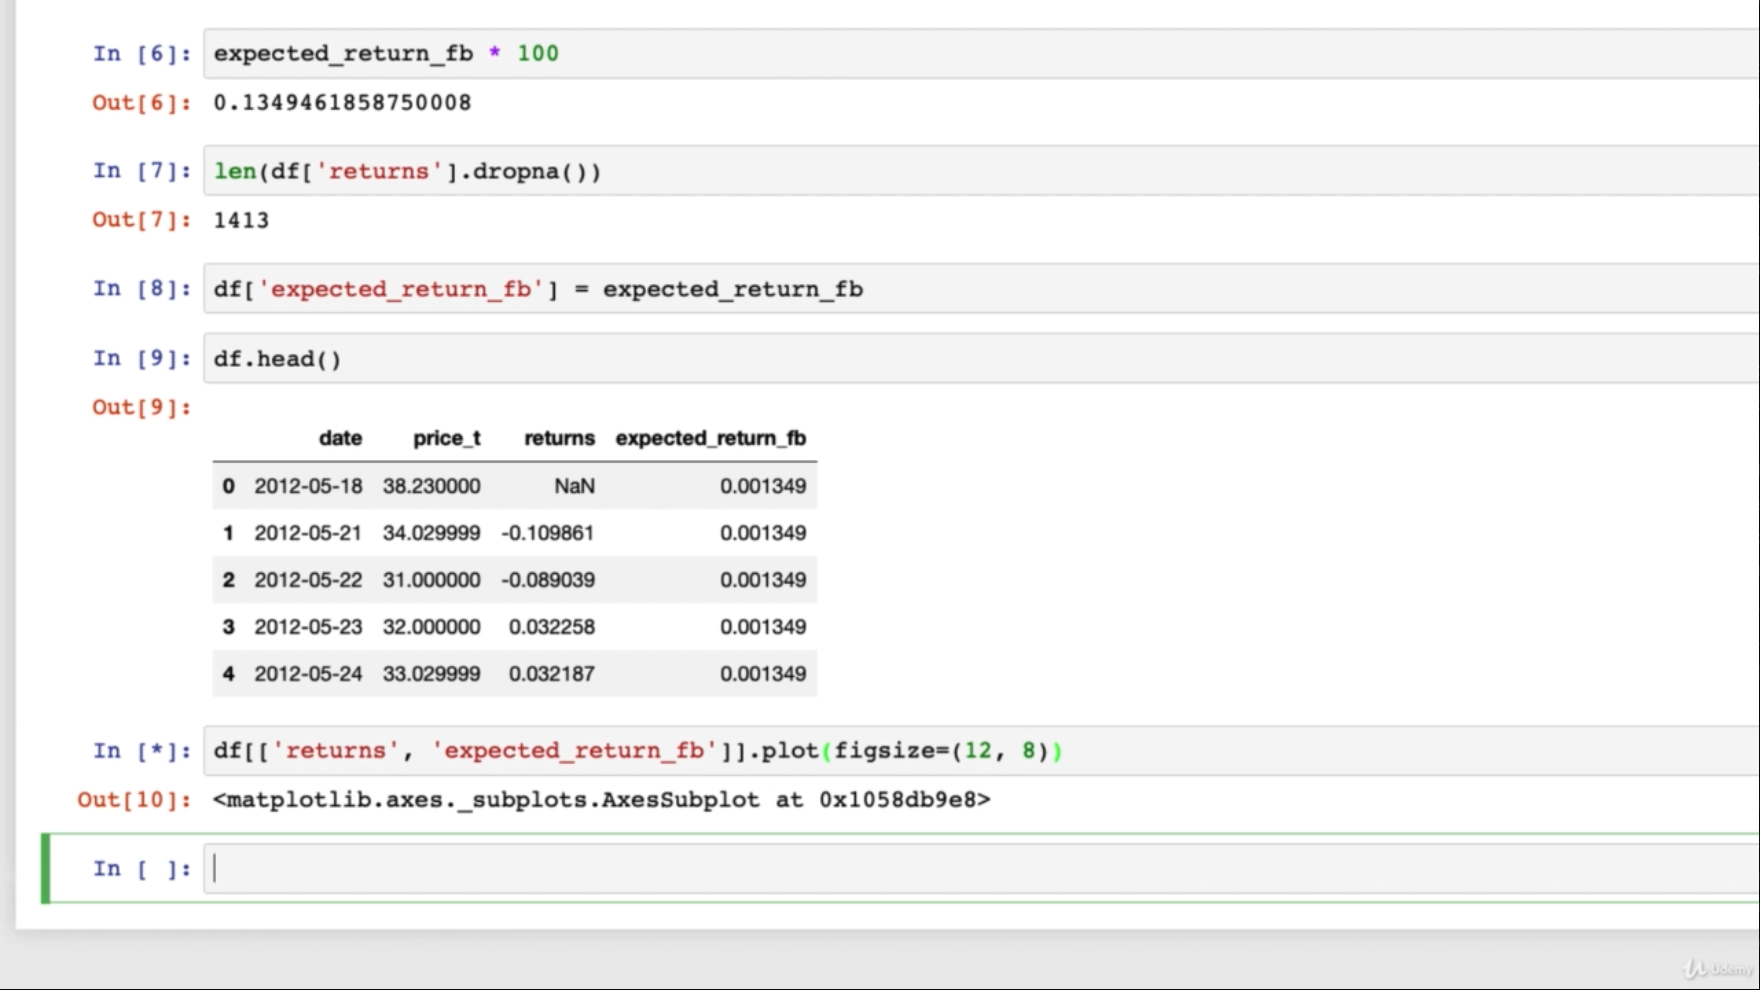 In [6]: expected_return_fb * 100
Out[6]: 0.1349461858750008
In [7]: len(df['returns'].dropna())
Out[7]: 1413
In [8]: df['expected_return_fb'] = expected_return_fb
In [9]: df.head()
Out[9]:
date price_t returns expected_return_fb
0 2012-05-18 38.230000 NaN 0.001349
1 2012-05-21 34.029999 -0.109861 0.001349
2 2012-05-22 31.000000 -0.089039 0.001349
3 2012-05-23 32.000000 0.032258 0.001349
4 2012-05-24 33.029999 0.032187 0.001349
In [*]: df[['returns', 'expected_return_fb']].plot(figsize=(12, 8))
Out[10]: <matplotlib.axes._subplots.AxesSubplot at 0x1058db9e8>
In [ ]:
Udemy